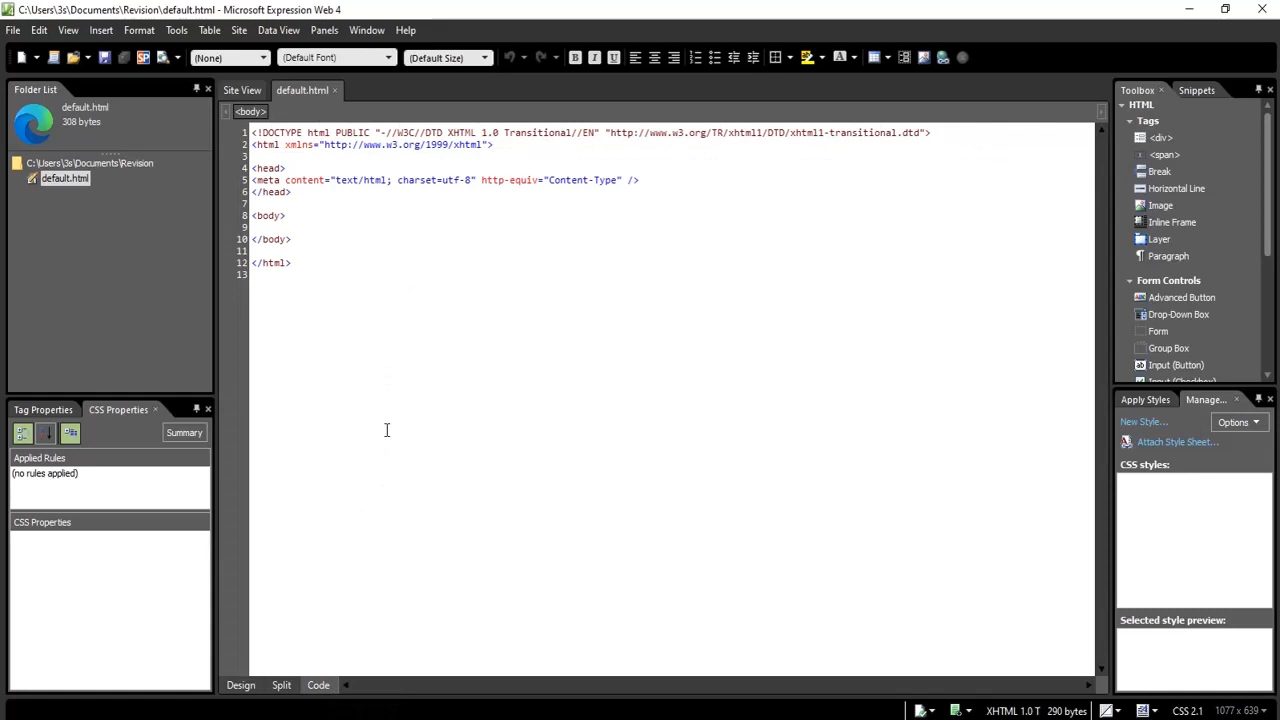 C:\Users\3s\Documents\Revision\default.html - Microsoft Expression Web 4
File Edit View Insert Format Tools Table Site Data View Panels Window Help
(None) (Default Font) (Default Size)
Folder List
default.html
308 bytes
C:\Users\3s\Documents\Revision
default.html
Site View default.html
<body>
1 <!DOCTYPE html PUBLIC "-//W3C//DTD XHTML 1.0 Transitional//EN" "http://www.w3.org/TR/xhtml1/DTD/xhtml1-transitional.dtd">
2 <html xmlns="http://www.w3.org/1999/xhtml">
3
4 <head>
5 <meta content="text/html; charset=utf-8" http-equiv="Content-Type" />
6 </head>
7
8 <body>
9
10 </body>
11
12 </html>
13
Toolbox Snippets
HTML
Tags
<div>
<span>
Break
Horizontal Line
Image
Inline Frame
Layer
Paragraph
Form Controls
Advanced Button
Drop-Down Box
Form
Group Box
Input (Button)
Input (Checkbox)
Tag Properties CSS Properties
Summary
Applied Rules
(no rules applied)
CSS Properties
Apply Styles Manage...
New Style... Options
Attach Style Sheet...
CSS styles:
Selected style preview:
Design Split Code
XHTML 1.0 T 290 bytes CSS 2.1 1077 x 639